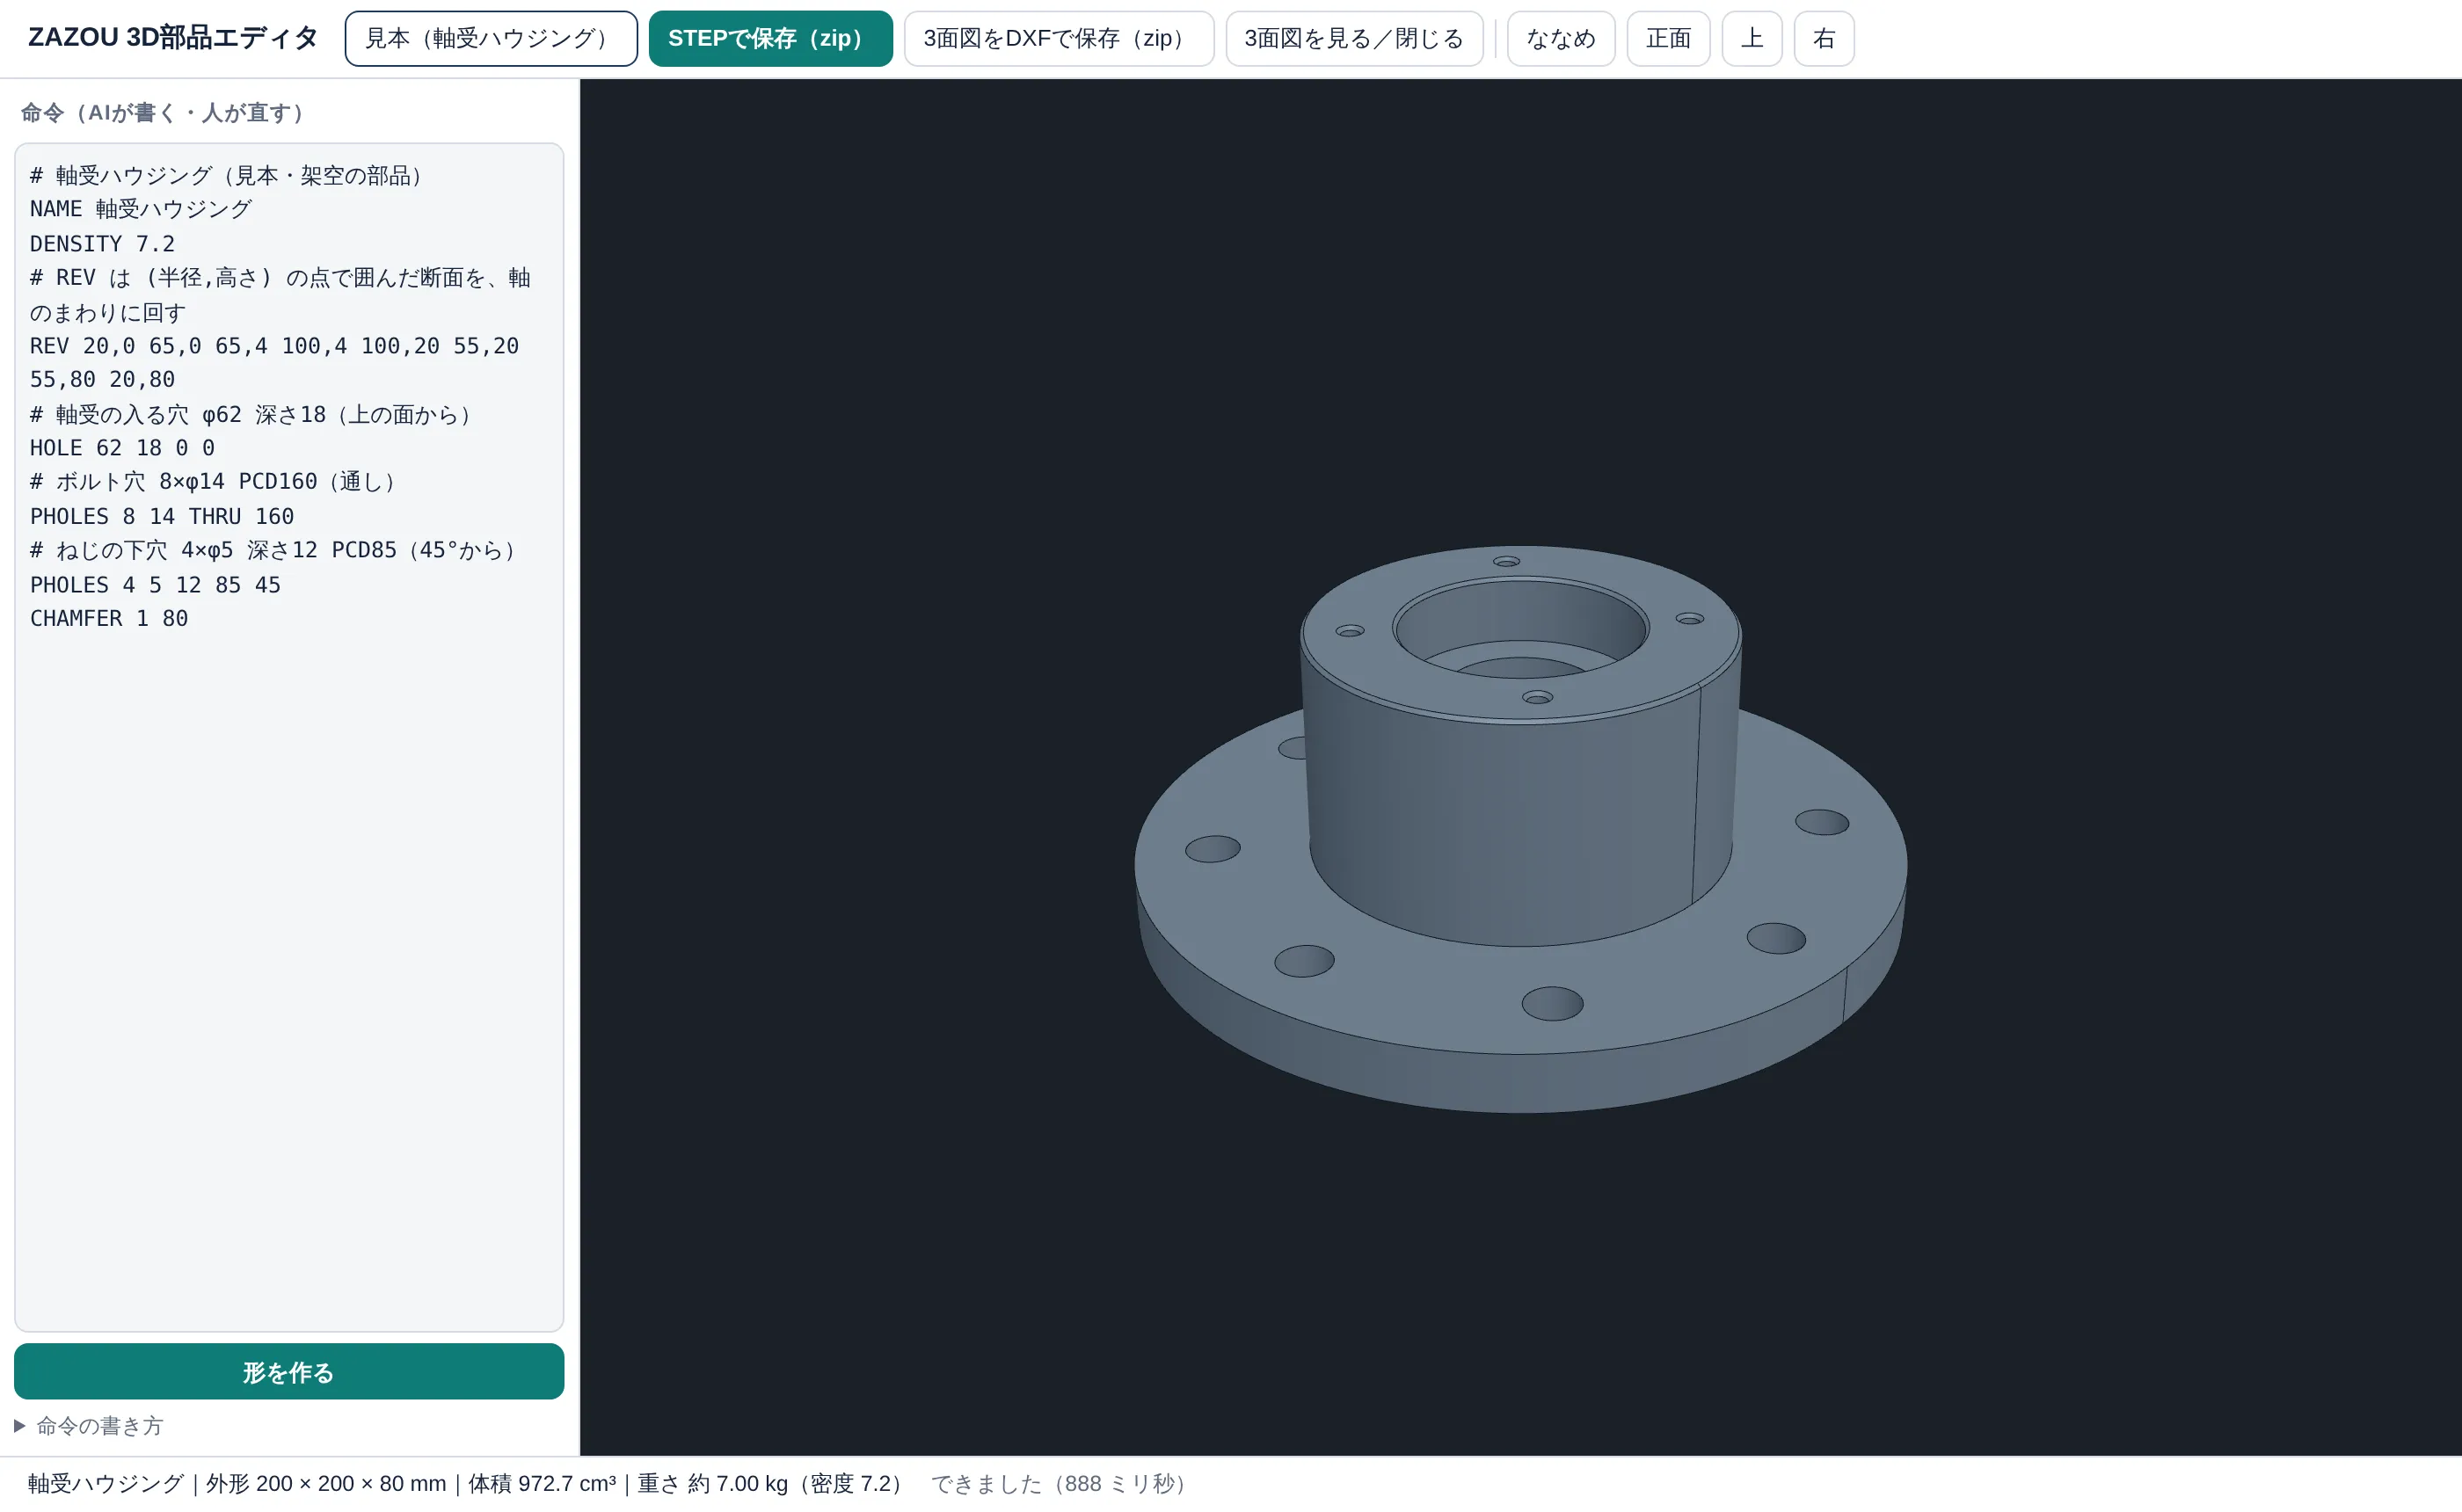 ZAZOU 3D部品エディタ 見本（軸受ハウジング） STEPで保存（zip） 3面図をDXFで保存（zip） 3面図を見る／閉じる ななめ 正面 上 右
命令（AIが書く・人が直す）
# 軸受ハウジング（見本・架空の部品）
NAME 軸受ハウジング
DENSITY 7.2
# REV は (半径,高さ) の点で囲んだ断面を、軸
のまわりに回す
REV 20,0 65,0 65,4 100,4 100,20 55,20
55,80 20,80
# 軸受の入る穴 φ62 深さ18（上の面から）
HOLE 62 18 0 0
# ボルト穴 8×φ14 PCD160（通し）
PHOLES 8 14 THRU 160
# ねじの下穴 4×φ5 深さ12 PCD85（45°から）
PHOLES 4 5 12 85 45
CHAMFER 1 80
形を作る
▶ 命令の書き方
軸受ハウジング｜外形 200 × 200 × 80 mm｜体積 972.7 cm³｜重さ 約 7.00 kg（密度 7.2） できました（888 ミリ秒）